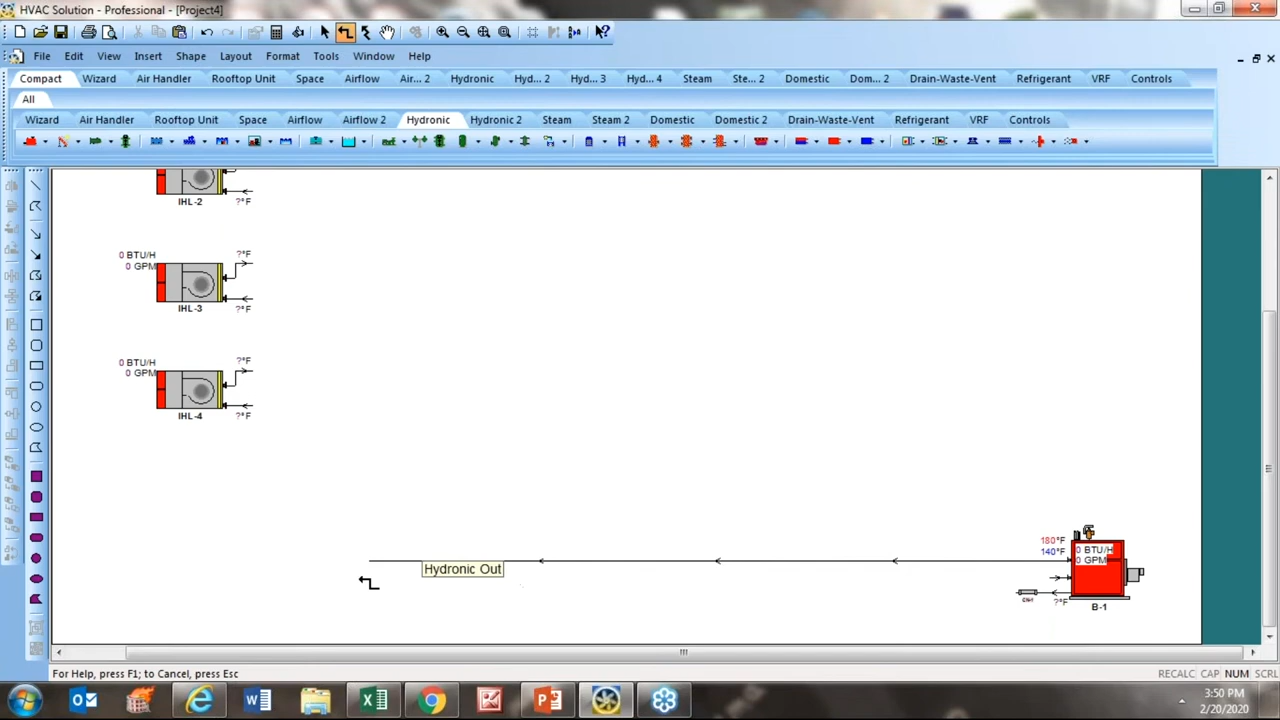 HVAC Solution - Professional - [Project4]
File Edit View Insert Shape Layout Format Tools Window Help
Compact Wizard Air Handler Rooftop Unit Space Airflow Air... 2 Hydronic Hyd... 2 Hyd... 3 Hyd... 4 Steam Ste... 2 Domestic Dom... 2 Drain-Waste-Vent Refrigerant VRF Controls
All
Wizard Air Handler Rooftop Unit Space Airflow Airflow 2 Hydronic Hydronic 2 Steam Steam 2 Domestic Domestic 2 Drain-Waste-Vent Refrigerant VRF Controls
IHL-2 ?°F
0 BTU/H ?°F
0 GPM
IHL-3 ?°F
0 BTU/H ?°F
0 GPM
IHL-4 ?°F
Hydronic Out
180°F
140°F
0 BTU/H
0 GPM
?°F
B-1
For Help, press F1; to Cancel, press Esc
RECALC CAP NUM SCRL
3:50 PM
2/20/2020